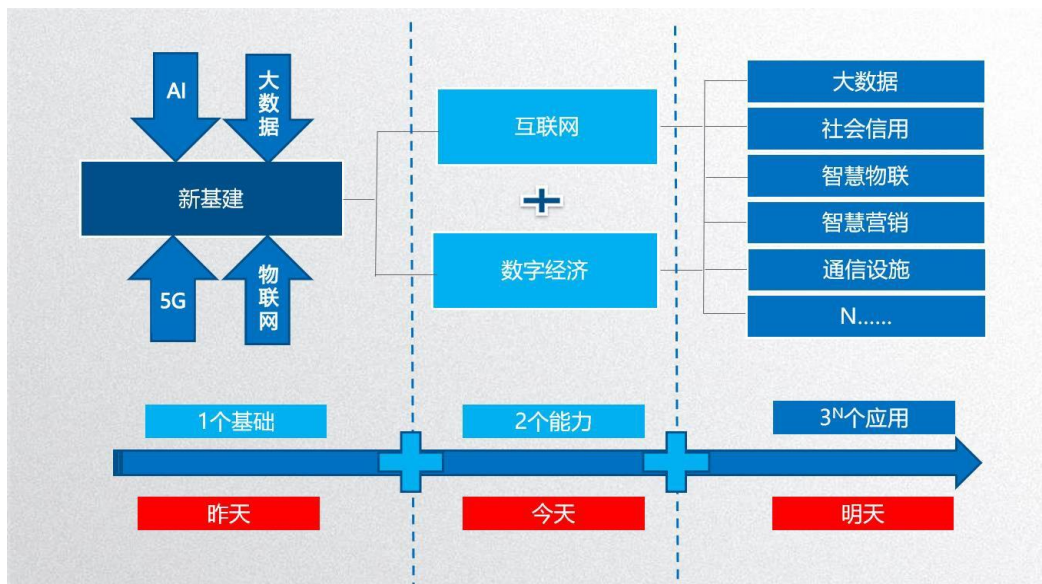 AI
大数据
新基建
5G
物联网
互联网
数字经济
大数据
社会信用
智慧物联
智慧营销
通信设施
N......
1个基础
2个能力
3ᴺ个应用
昨天
今天
明天